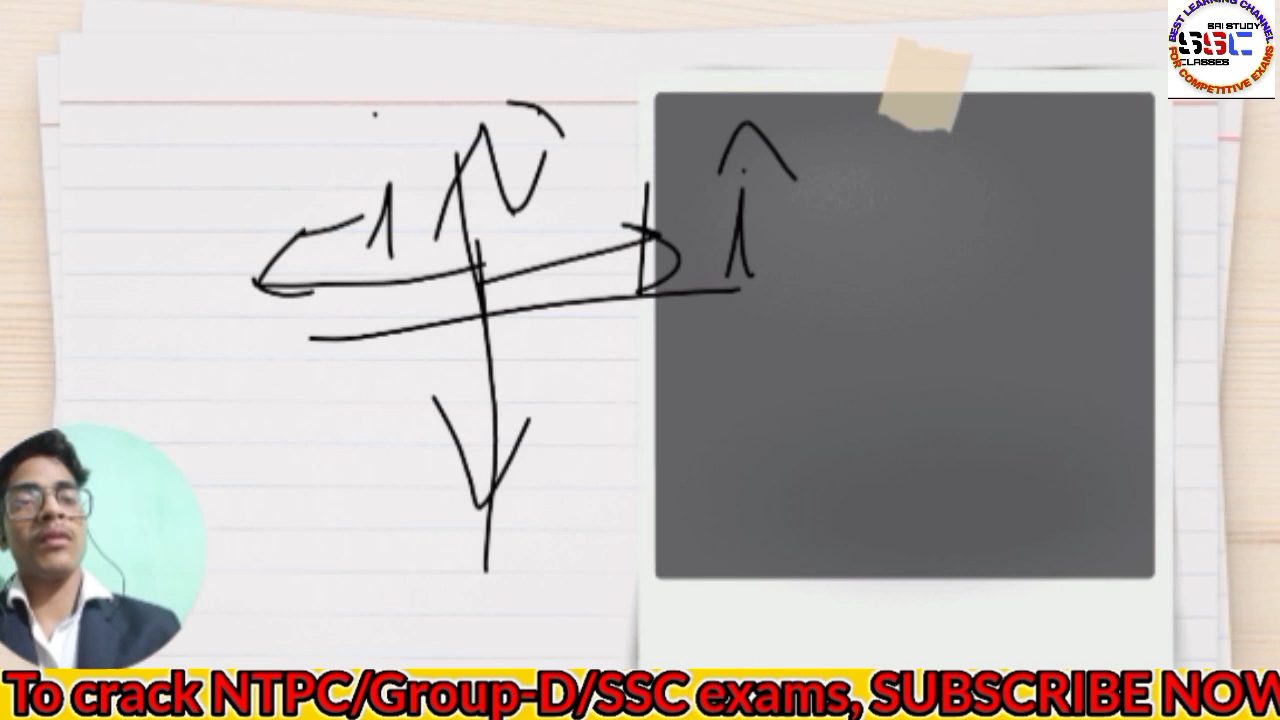 BEST LEARNING CHANNEL
SRI STUDY
SSC
CLASSES
FOR COMPETITIVE EXAMS
i
To crack NTPC/Group-D/SSC exams, SUBSCRIBE NOW